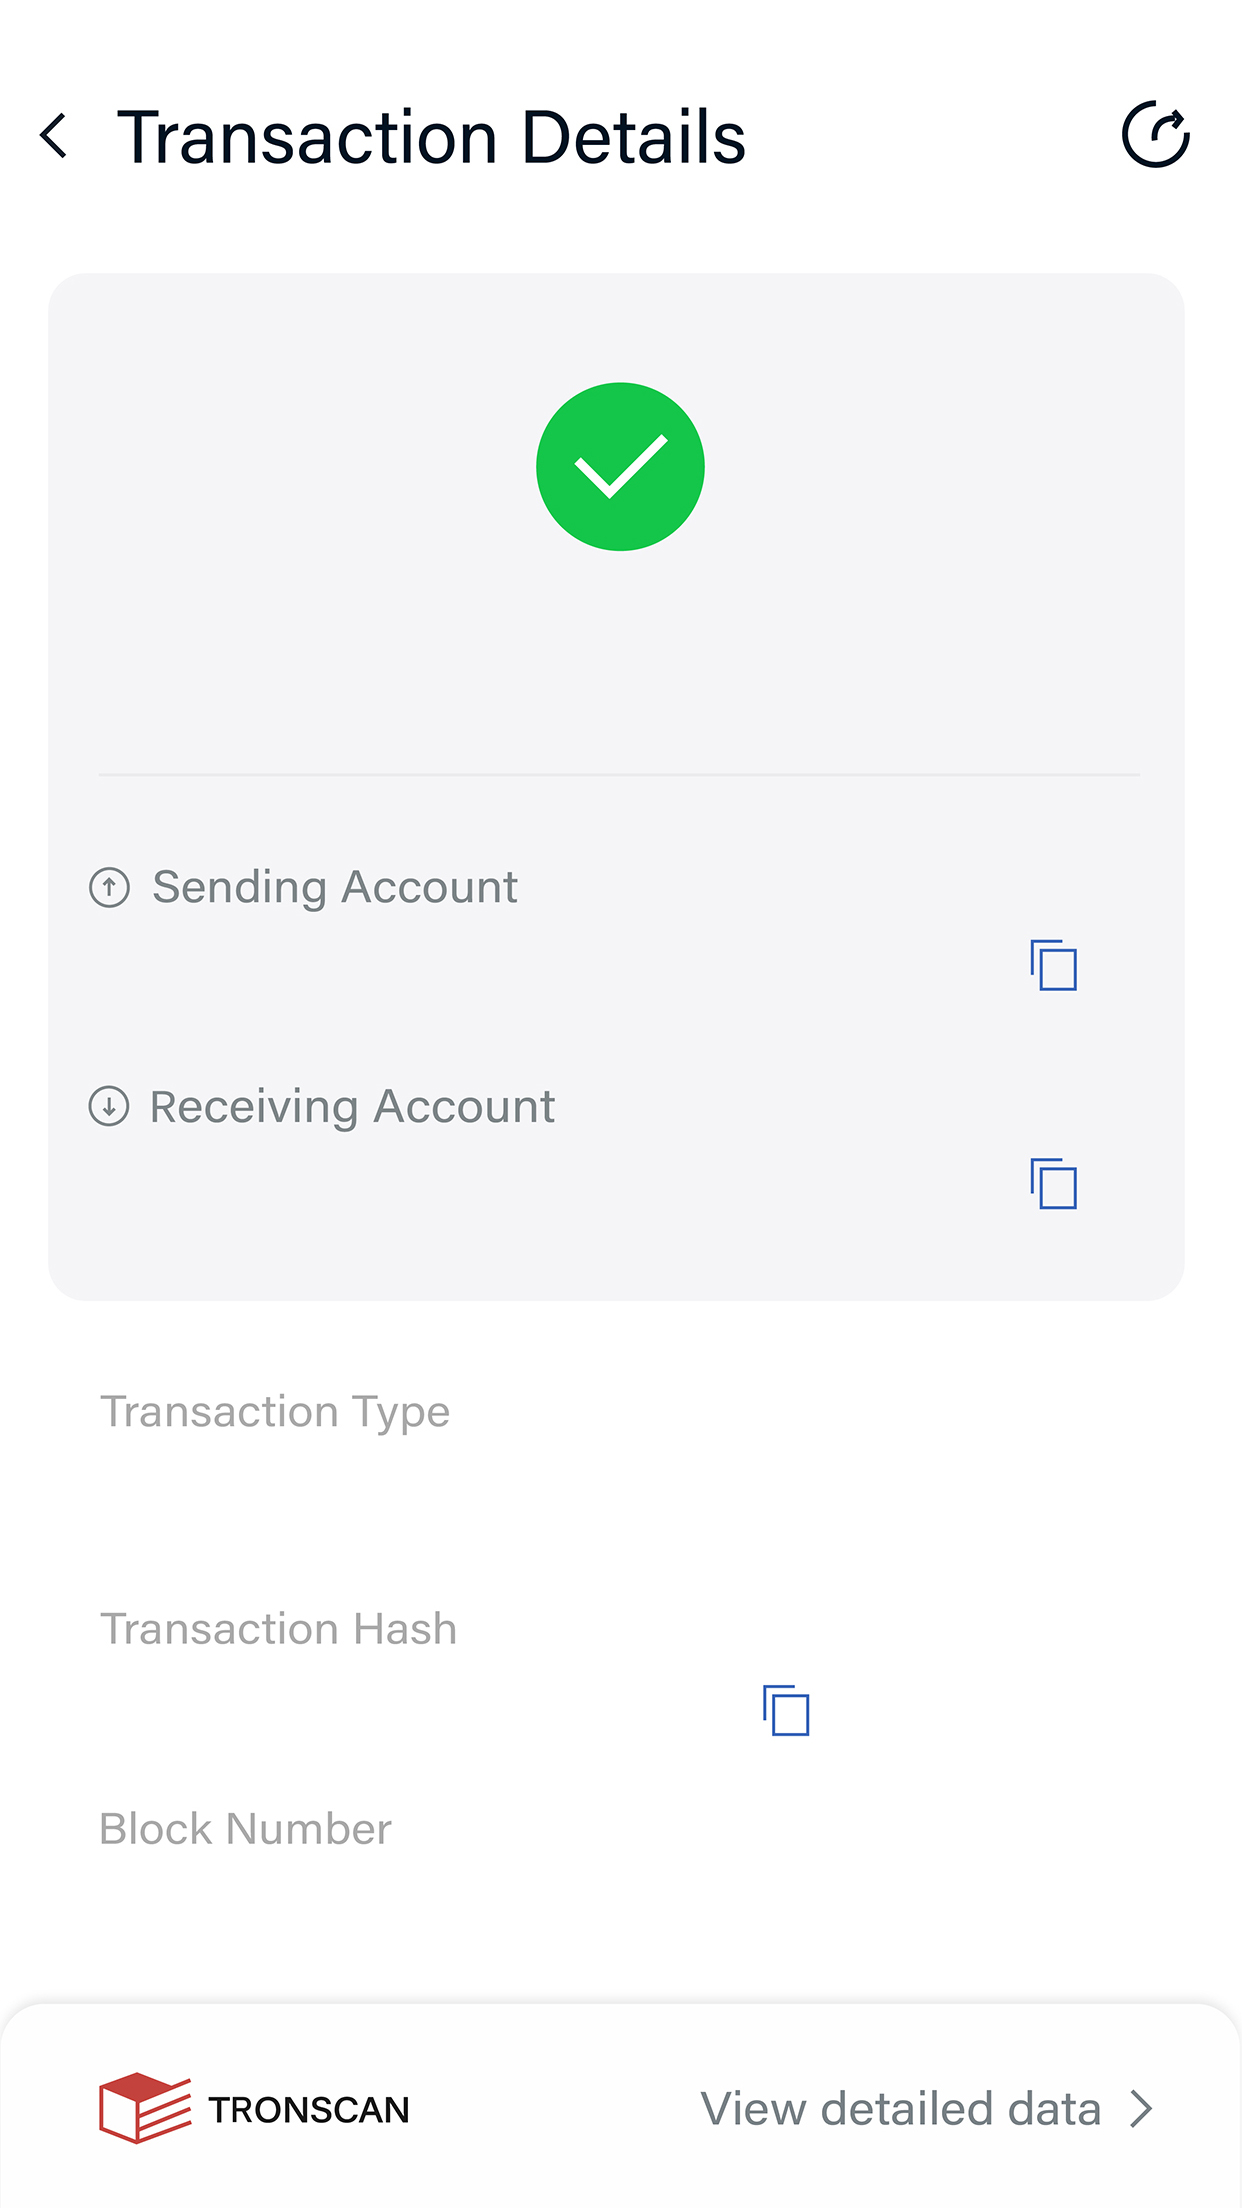 Transaction Details
Sending Account
Receiving Account
Transaction Type
Transaction Hash
Block Number
TRONSCAN
View detailed data